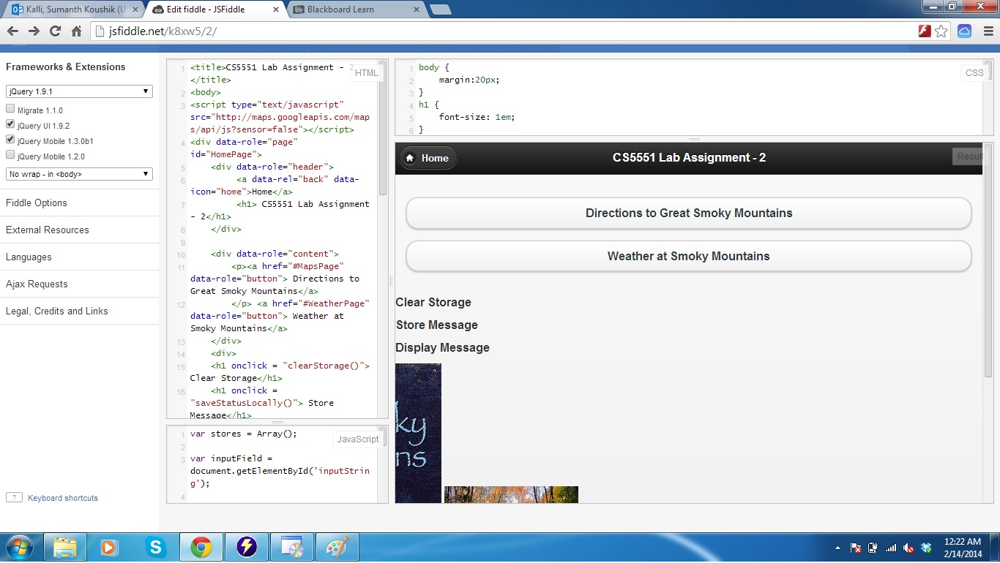 Kalli, Sumanth Koushik (U
Edit fiddle - JSFiddle
Blackboard Learn
jsfiddle.net/k8xw5/2/
Frameworks & Extensions
jQuery 1.9.1
Migrate 1.1.0
jQuery UI 1.9.2
jQuery Mobile 1.3.0b1
jQuery Mobile 1.2.0
No wrap - in <body>
Fiddle Options
External Resources
Languages
Ajax Requests
Legal, Credits and Links
? Keyboard shortcuts
HTML
1 <title>CS5551 Lab Assignment - 2
</title>
2 <body>
3 <script type="text/javascript"
src="http://maps.googleapis.com/map
s/api/js?sensor=false"></script>
4 <div data-role="page"
id="HomePage">
5 <div data-role="header">
6 <a data-rel="back" data-
icon="home">Home</a>
7 <h1> CS5551 Lab Assignment
- 2</h1>
8 </div>
9
10 <div data-role="content">
11 <p><a href="#MapsPage"
data-role="button"> Directions to
Great Smoky Mountains</a>
12 </p> <a href="#WeatherPage"
data-role="button"> Weather at
Smoky Mountains</a>
13 </div>
14 <div>
15 <h1 onclick = "clearStorage()">
Clear Storage</h1>
16 <h1 onclick =
"saveStatusLocally()"> Store
Message</h1>
JavaScript
1 var stores = Array();
2
3 var inputField =
document.getElementById('inputStrin
g');
4
CSS
1 body {
2 margin:20px;
3 }
4 h1 {
5 font-size: 1em;
6 }
Home
CS5551 Lab Assignment - 2
Result
Directions to Great Smoky Mountains
Weather at Smoky Mountains
Clear Storage
Store Message
Display Message
ky
ns
12:22 AM
2/14/2014